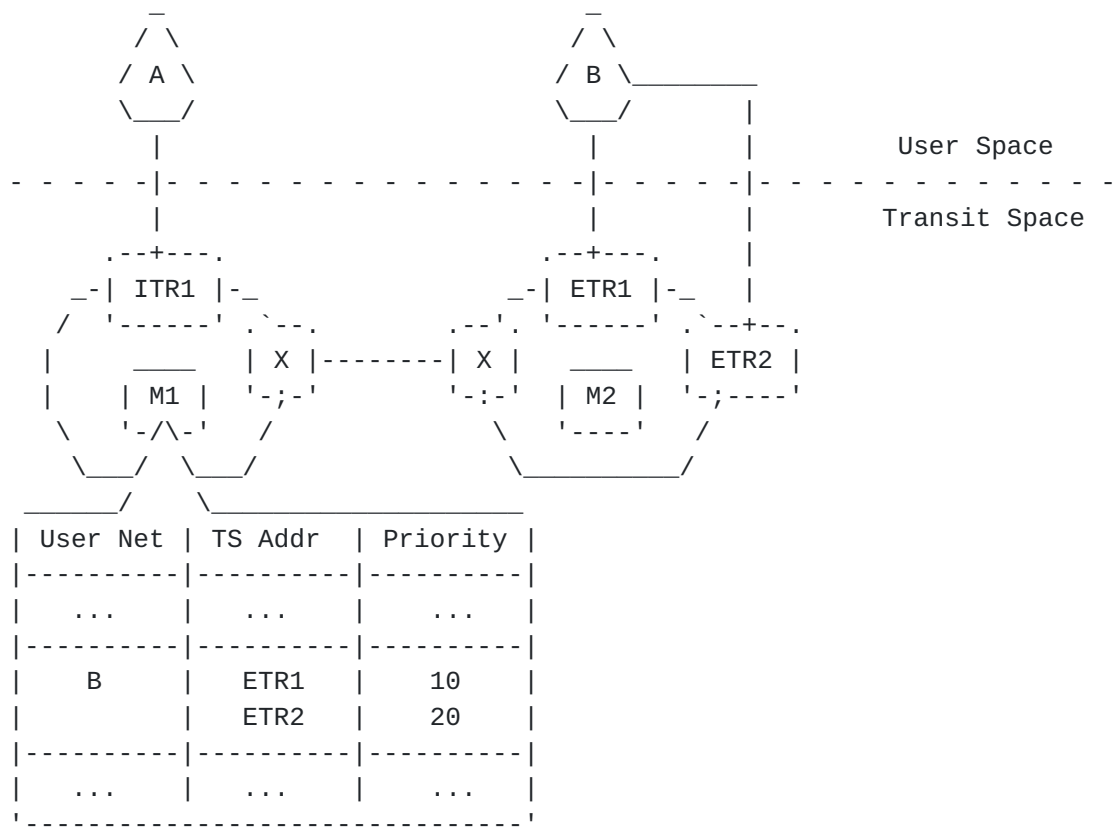 A B
User Space
Transit Space
ITR1 ETR1
X X ETR2
M1 M2
User Net TS Addr Priority
... ... ...
B ETR1 10
ETR2 20
... ... ...